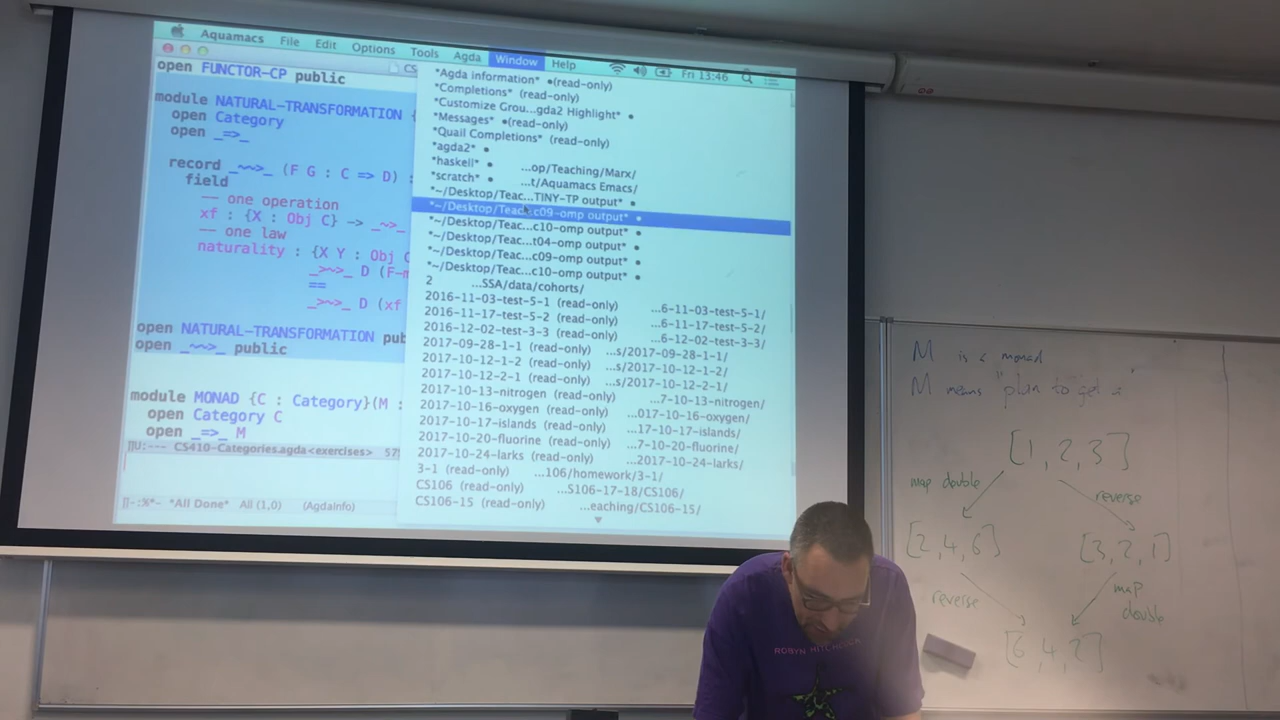 Aquamacs File Edit Options Tools Agda Window Help Fri 13:46
open FUNCTOR-CP public
CS
module NATURAL-TRANSFORMATION {
open Category
open _=>_
record _~~>_ (F G : C => D) :
field
-- one operation
xf : {X : Obj C} -> _~>_
-- one law
naturality : {X Y : Obj C
_>~>_ D (F-m
==
_>~>_ D (xf
open NATURAL-TRANSFORMATION pub
open _~~>_ public
module MONAD {C : Category}(M :
open Category C
open _=>_ M
CS410-Categories.agda<exercises>
*All Done* All (1,0) (AgdaInfo)
*Agda information* •(read-only)
*Completions* (read-only)
*Customize Grou...gda2 Highlight* •
*Messages* •(read-only)
*Quail Completions* (read-only)
*agda2* •
*haskell* • ...op/Teaching/Marx/
*scratch* • ...t/Aquamacs Emacs/
*~/Desktop/Teac...TINY-TP output* •
*~/Desktop/Teac...c09-omp output* •
*~/Desktop/Teac...c10-omp output* •
*~/Desktop/Teac...t04-omp output* •
*~/Desktop/Teac...c09-omp output* •
*~/Desktop/Teac...c10-omp output* •
2 ...SSA/data/cohorts/
2016-11-03-test-5-1 (read-only) ...6-11-03-test-5-1/
2016-11-17-test-5-2 (read-only) ...6-11-17-test-5-2/
2016-12-02-test-3-3 (read-only) ...6-12-02-test-3-3/
2017-09-28-1-1 (read-only) ...s/2017-09-28-1-1/
2017-10-12-1-2 (read-only) ...s/2017-10-12-1-2/
2017-10-12-2-1 (read-only) ...s/2017-10-12-2-1/
2017-10-13-nitrogen (read-only) ...7-10-13-nitrogen/
2017-10-16-oxygen (read-only) ...017-10-16-oxygen/
2017-10-17-islands (read-only) ...17-10-17-islands/
2017-10-20-fluorine (read-only) ...7-10-20-fluorine/
2017-10-24-larks (read-only) ...2017-10-24-larks/
3-1 (read-only) ...106/homework/3-1/
CS106 (read-only) ...S106-17-18/CS106/
CS106-15 (read-only) ...eaching/CS106-15/
M is a monad
M means "plan to get a"
[1,2,3]
map double
reverse
[2,4,6]
[3,2,1]
reverse
map
double
[6,4,2]
ROBYN HITCHCOCK